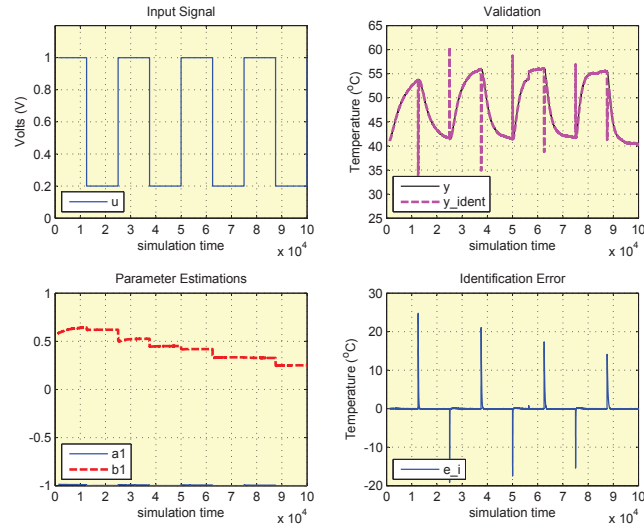 Input Signal
Volts (V)
1
0.8
0.6
0.4
0.2
0
u
0 1 2 3 4 5 6 7 8 9 10
simulation time
x 10^4
Validation
Temperature (°C)
65
60
55
50
45
40
35
30
25
y
y_ident
0 1 2 3 4 5 6 7 8 9 10
simulation time
x 10^4
Parameter Estimations
1
0.5
0
-0.5
-1
a1
b1
0 1 2 3 4 5 6 7 8 9 10
simulation time
x 10^4
Identification Error
Temperature (°C)
30
20
10
0
-10
-20
e_i
0 1 2 3 4 5 6 7 8 9 10
simulation time
x 10^4